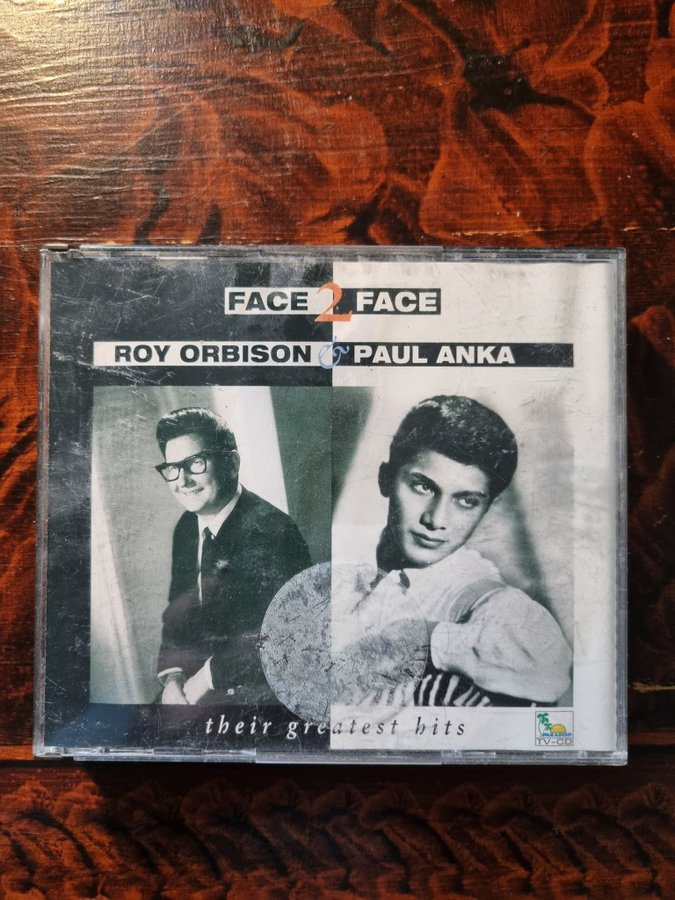 FACE 2 FACE
ROY ORBISON & PAUL ANKA
their greatest hits
TV-CD